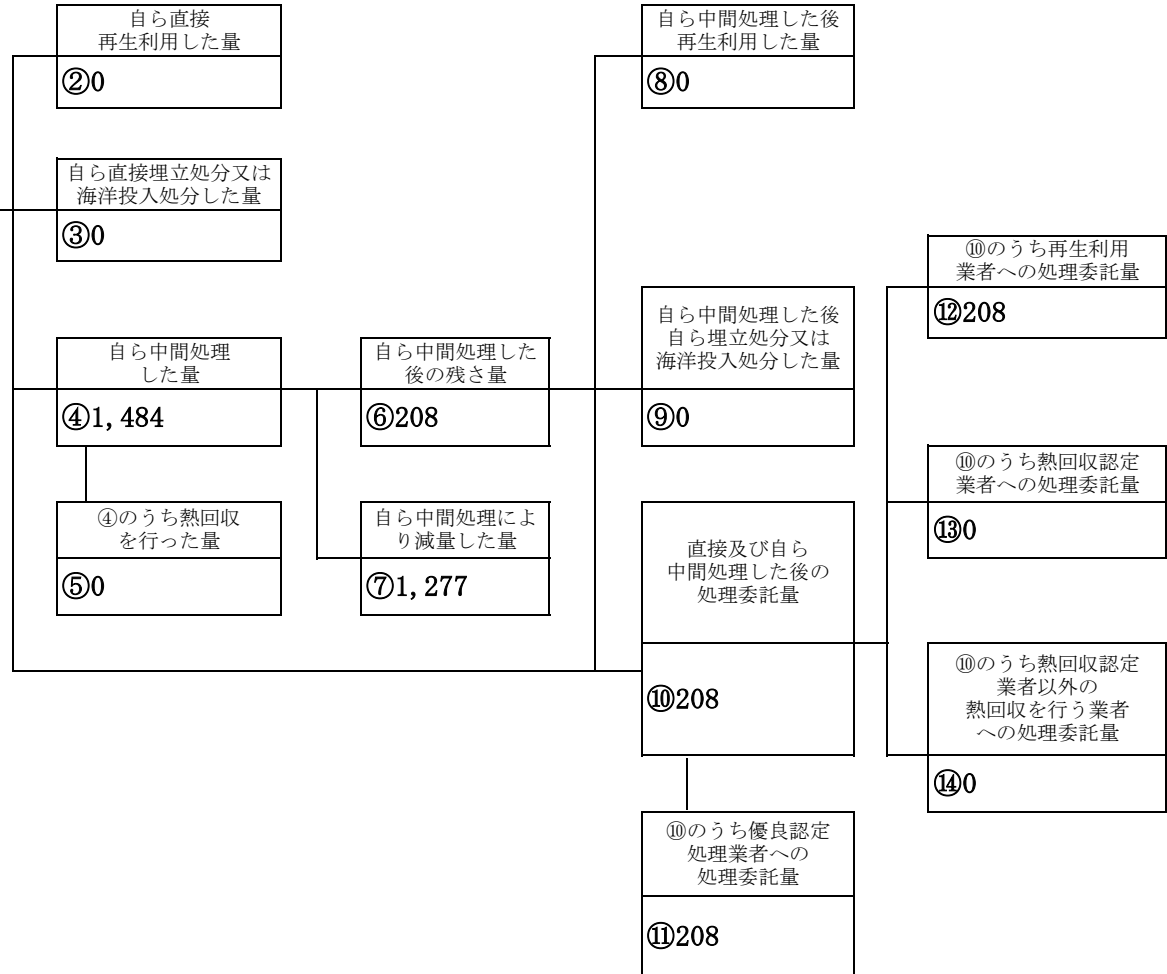 自ら直接
再生利用した量
②0
自ら直接埋立処分又は
海洋投入処分した量
③0
自ら中間処理
した量
④1,484
④のうち熱回収
を行った量
⑤0
自ら中間処理した
後の残さ量
⑥208
自ら中間処理によ
り減量した量
⑦1,277
自ら中間処理した後
再生利用した量
⑧0
自ら中間処理した後
自ら埋立処分又は
海洋投入処分した量
⑨0
直接及び自ら
中間処理した後の
処理委託量
⑩208
⑩のうち優良認定
処理業者への
処理委託量
⑪208
⑩のうち再生利用
業者への処理委託量
⑫208
⑩のうち熱回収認定
業者への処理委託量
⑬0
⑩のうち熱回収認定
業者以外の
熱回収を行う業者
への処理委託量
⑭0